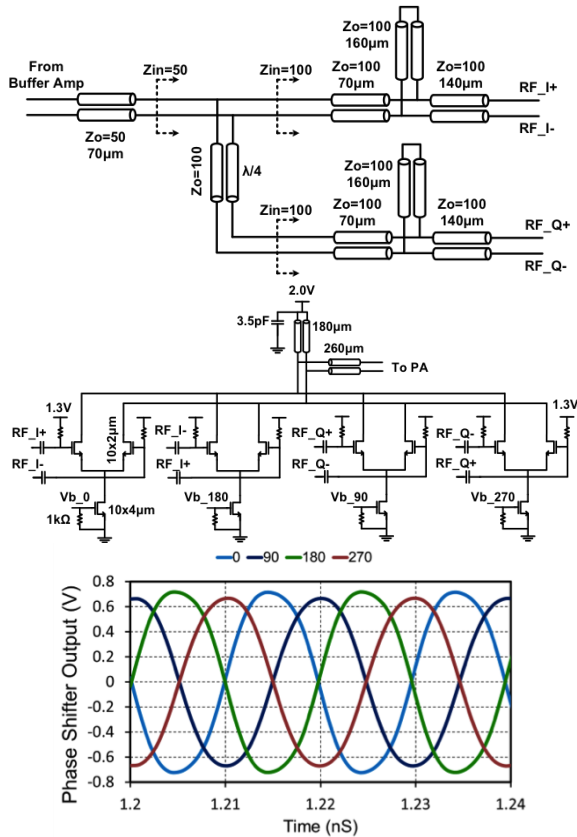 Zo=100
160µm
From
Buffer Amp
Zin=50
Zin=100
Zo=100
70µm
Zo=100
140µm
RF_I+
RF_I-
Zo=50
70µm
Zo=100
λ/4
Zo=100
160µm
Zin=100
Zo=100
70µm
Zo=100
140µm
RF_Q+
RF_Q-
2.0V
3.5pF
180µm
260µm
To PA
1.3V
1.3V
RF_I+
10x2µm
RF_I-
RF_Q+
RF_Q-
RF_I-
RF_I+
RF_Q-
RF_Q+
Vb_0
10x4µm
Vb_180
Vb_90
Vb_270
1kΩ
0 90 180 270
Phase Shifter Output (V)
0.8
0.6
0.4
0.2
0
-0.2
-0.4
-0.6
-0.8
1.2 1.21 1.22 1.23 1.24
Time (nS)